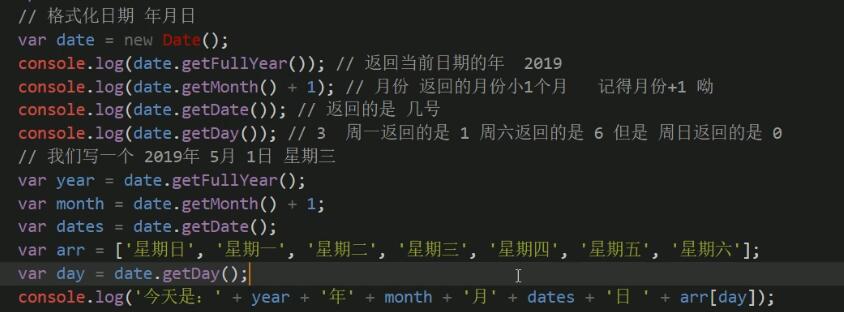 // 格式化日期 年月日
var date = new Date();
console.log(date.getFullYear()); // 返回当前日期的年  2019
console.log(date.getMonth() + 1); // 月份 返回的月份小1个月   记得月份+1 呦
console.log(date.getDate()); // 返回的是 几号
console.log(date.getDay()); // 3  周一返回的是 1 周六返回的是 6 但是 周日返回的是 0
// 我们写一个 2019年 5月 1日 星期三
var year = date.getFullYear();
var month = date.getMonth() + 1;
var dates = date.getDate();
var arr = ['星期日', '星期一', '星期二', '星期三', '星期四', '星期五', '星期六'];
var day = date.getDay();
console.log('今天是：' + year + '年' + month + '月' + dates + '日 ' + arr[day]);